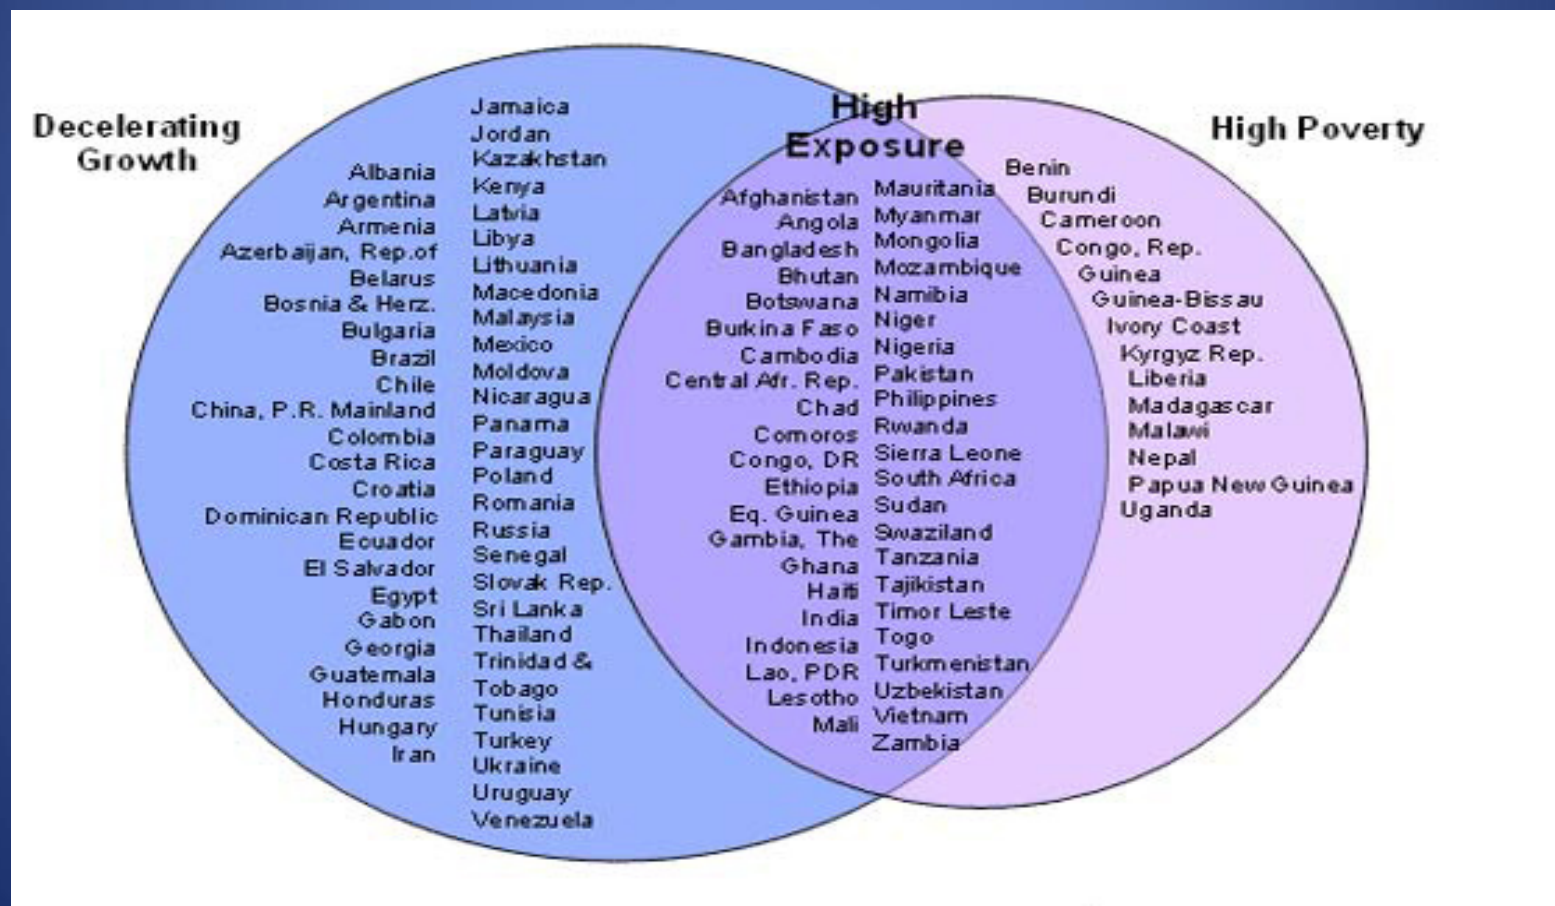 Decelerating
Growth
Albania
Argentina
Armenia
Azerbaijan, Rep.of
Belarus
Bosnia & Herz.
Bulgaria
Brazil
Chile
China, P.R. Mainland
Colombia
Costa Rica
Croatia
Dominican Republic
Ecuador
El Salvador
Egypt
Gabon
Georgia
Guatemala
Honduras
Hungary
Iran
Jamaica
Jordan
Kazakhstan
Kenya
Latvia
Libya
Lithuania
Macedonia
Malaysia
Mexico
Moldova
Nicaragua
Panama
Paraguay
Poland
Romania
Russia
Senegal
Slovak Rep.
Sri Lanka
Thailand
Trinidad &
Tobago
Tunisia
Turkey
Ukraine
Uruguay
Venezuela
High
Exposure
Afghanistan
Angola
Bangladesh
Bhutan
Botswana
Burkina Faso
Cambodia
Central Afr. Rep.
Chad
Comoros
Congo, DR
Ethiopia
Eq. Guinea
Gambia, The
Ghana
Haiti
India
Indonesia
Lao, PDR
Lesotho
Mali
Mauritania
Myanmar
Mongolia
Mozambique
Namibia
Niger
Nigeria
Pakistan
Philippines
Rwanda
Sierra Leone
South Africa
Sudan
Swaziland
Tanzania
Tajikistan
Timor Leste
Togo
Turkmenistan
Uzbekistan
Vietnam
Zambia
High Poverty
Benin
Burundi
Cameroon
Congo, Rep.
Guinea
Guinea-Bissau
Ivory Coast
Kyrgyz Rep.
Liberia
Madagascar
Malawi
Nepal
Papua New Guinea
Uganda